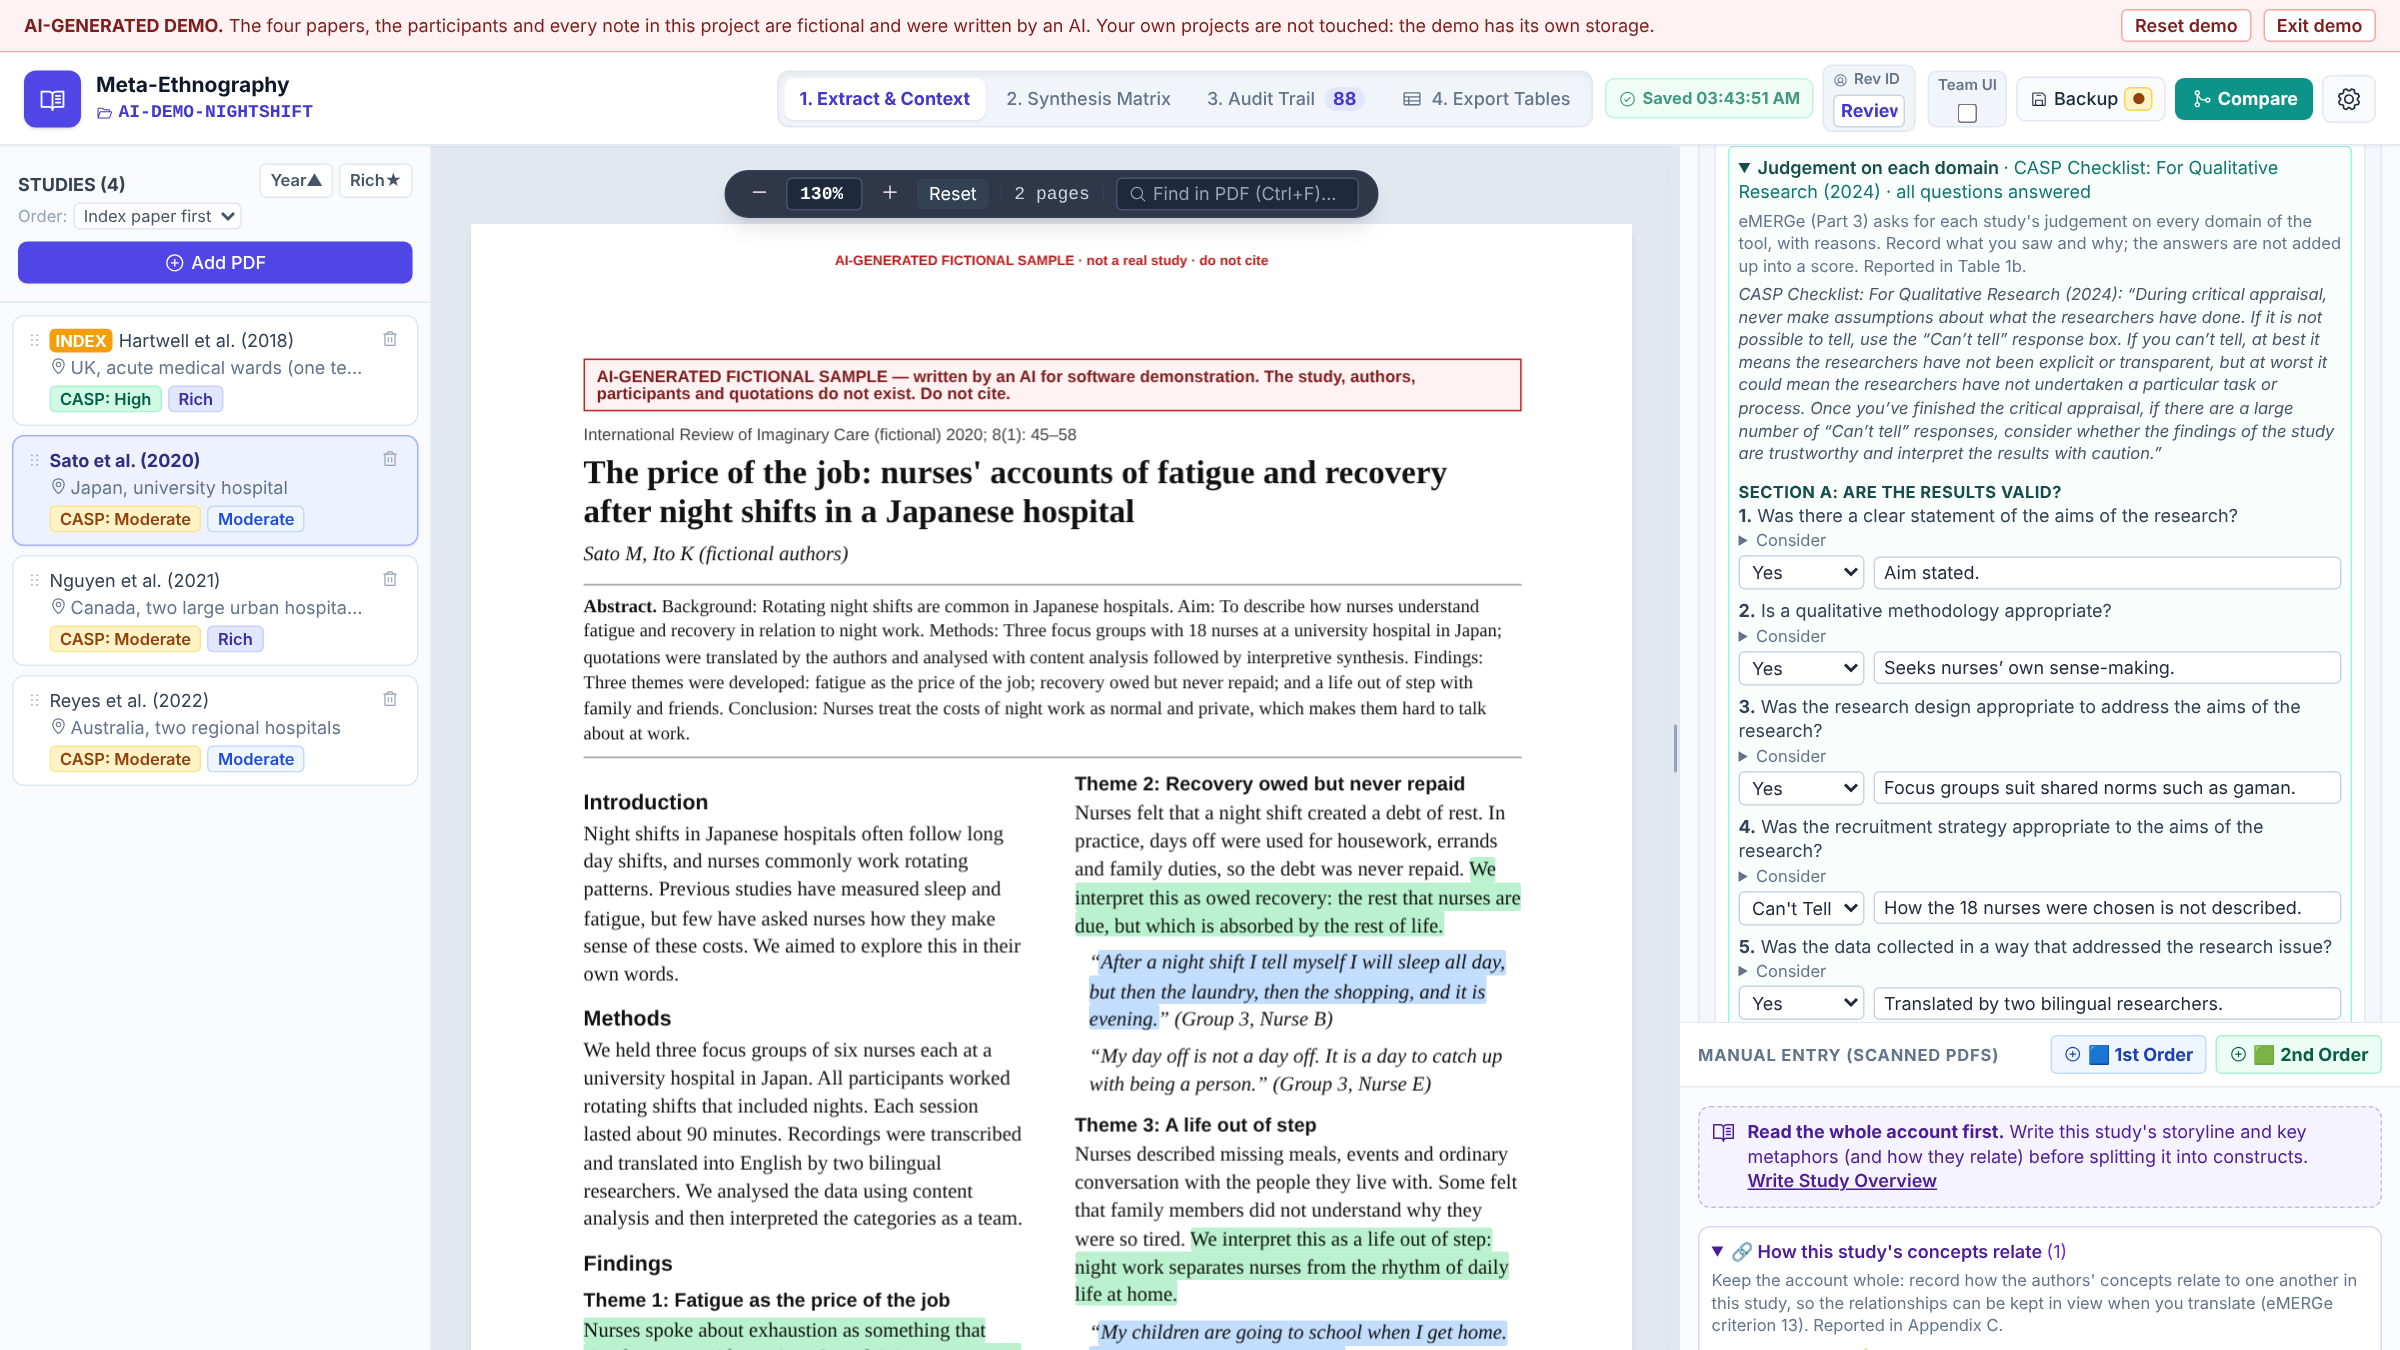 AI-GENERATED DEMO. The four papers, the participants and every note in this project are fictional and were written by an AI. Your own projects are not touched: the demo has its own storage.
Reset demo
Exit demo
Meta-Ethnography
AI-DEMO-NIGHTSHIFT
1. Extract & Context
2. Synthesis Matrix
3. Audit Trail 88
4. Export Tables
Saved 03:43:51 AM
Rev ID
Review
Team UI
Backup
Compare
STUDIES (4)
Year▲
Rich★
Order: Index paper first
Add PDF
INDEX Hartwell et al. (2018)
UK, acute medical wards (one te...
CASP: High Rich
Sato et al. (2020)
Japan, university hospital
CASP: Moderate Moderate
Nguyen et al. (2021)
Canada, two large urban hospita...
CASP: Moderate Rich
Reyes et al. (2022)
Australia, two regional hospitals
CASP: Moderate Moderate
− 130% + Reset 2 pages Find in PDF (Ctrl+F)...
AI-GENERATED FICTIONAL SAMPLE · not a real study · do not cite
AI-GENERATED FICTIONAL SAMPLE — written by an AI for software demonstration. The study, authors,
participants and quotations do not exist. Do not cite.
International Review of Imaginary Care (fictional) 2020; 8(1): 45–58
The price of the job: nurses' accounts of fatigue and recovery
after night shifts in a Japanese hospital
Sato M, Ito K (fictional authors)
Abstract. Background: Rotating night shifts are common in Japanese hospitals. Aim: To describe how nurses understand
fatigue and recovery in relation to night work. Methods: Three focus groups with 18 nurses at a university hospital in Japan;
quotations were translated by the authors and analysed with content analysis followed by interpretive synthesis. Findings:
Three themes were developed: fatigue as the price of the job; recovery owed but never repaid; and a life out of step with
family and friends. Conclusion: Nurses treat the costs of night work as normal and private, which makes them hard to talk
about at work.
Introduction
Night shifts in Japanese hospitals often follow long
day shifts, and nurses commonly work rotating
patterns. Previous studies have measured sleep and
fatigue, but few have asked nurses how they make
sense of these costs. We aimed to explore this in their
own words.
Methods
We held three focus groups of six nurses each at a
university hospital in Japan. All participants worked
rotating shifts that included nights. Each session
lasted about 90 minutes. Recordings were transcribed
and translated into English by two bilingual
researchers. We analysed the data using content
analysis and then interpreted the categories as a team.
Findings
Theme 1: Fatigue as the price of the job
Nurses spoke about exhaustion as something that
Theme 2: Recovery owed but never repaid
Nurses felt that a night shift created a debt of rest. In
practice, days off were used for housework, errands
and family duties, so the debt was never repaid. We
interpret this as owed recovery: the rest that nurses are
due, but which is absorbed by the rest of life.
“After a night shift I tell myself I will sleep all day,
but then the laundry, then the shopping, and it is
evening.” (Group 3, Nurse B)
“My day off is not a day off. It is a day to catch up
with being a person.” (Group 3, Nurse E)
Theme 3: A life out of step
Nurses described missing meals, events and ordinary
conversation with the people they live with. Some felt
that family members did not understand why they
were so tired. We interpret this as a life out of step:
night work separates nurses from the rhythm of daily
life at home.
“My children are going to school when I get home.
▼ Judgement on each domain · CASP Checklist: For Qualitative
Research (2024) · all questions answered
eMERGe (Part 3) asks for each study's judgement on every domain of the
tool, with reasons. Record what you saw and why; the answers are not added
up into a score. Reported in Table 1b.
CASP Checklist: For Qualitative Research (2024): “During critical appraisal,
never make assumptions about what the researchers have done. If it is not
possible to tell, use the “Can’t tell” response box. If you can’t tell, at best it
means the researchers have not been explicit or transparent, but at worst it
could mean the researchers have not undertaken a particular task or
process. Once you’ve finished the critical appraisal, if there are a large
number of “Can’t tell” responses, consider whether the findings of the study
are trustworthy and interpret the results with caution.”
SECTION A: ARE THE RESULTS VALID?
1. Was there a clear statement of the aims of the research?
▶ Consider
Yes Aim stated.
2. Is a qualitative methodology appropriate?
▶ Consider
Yes Seeks nurses’ own sense-making.
3. Was the research design appropriate to address the aims of the
research?
▶ Consider
Yes Focus groups suit shared norms such as gaman.
4. Was the recruitment strategy appropriate to the aims of the
research?
▶ Consider
Can't Tell How the 18 nurses were chosen is not described.
5. Was the data collected in a way that addressed the research issue?
▶ Consider
Yes Translated by two bilingual researchers.
MANUAL ENTRY (SCANNED PDFS)
1st Order
2nd Order
Read the whole account first. Write this study's storyline and key
metaphors (and how they relate) before splitting it into constructs.
Write Study Overview
▼ 🔗 How this study's concepts relate (1)
Keep the account whole: record how the authors' concepts relate to one another in
this study, so the relationships can be kept in view when you translate (eMERGe
criterion 13). Reported in Appendix C.